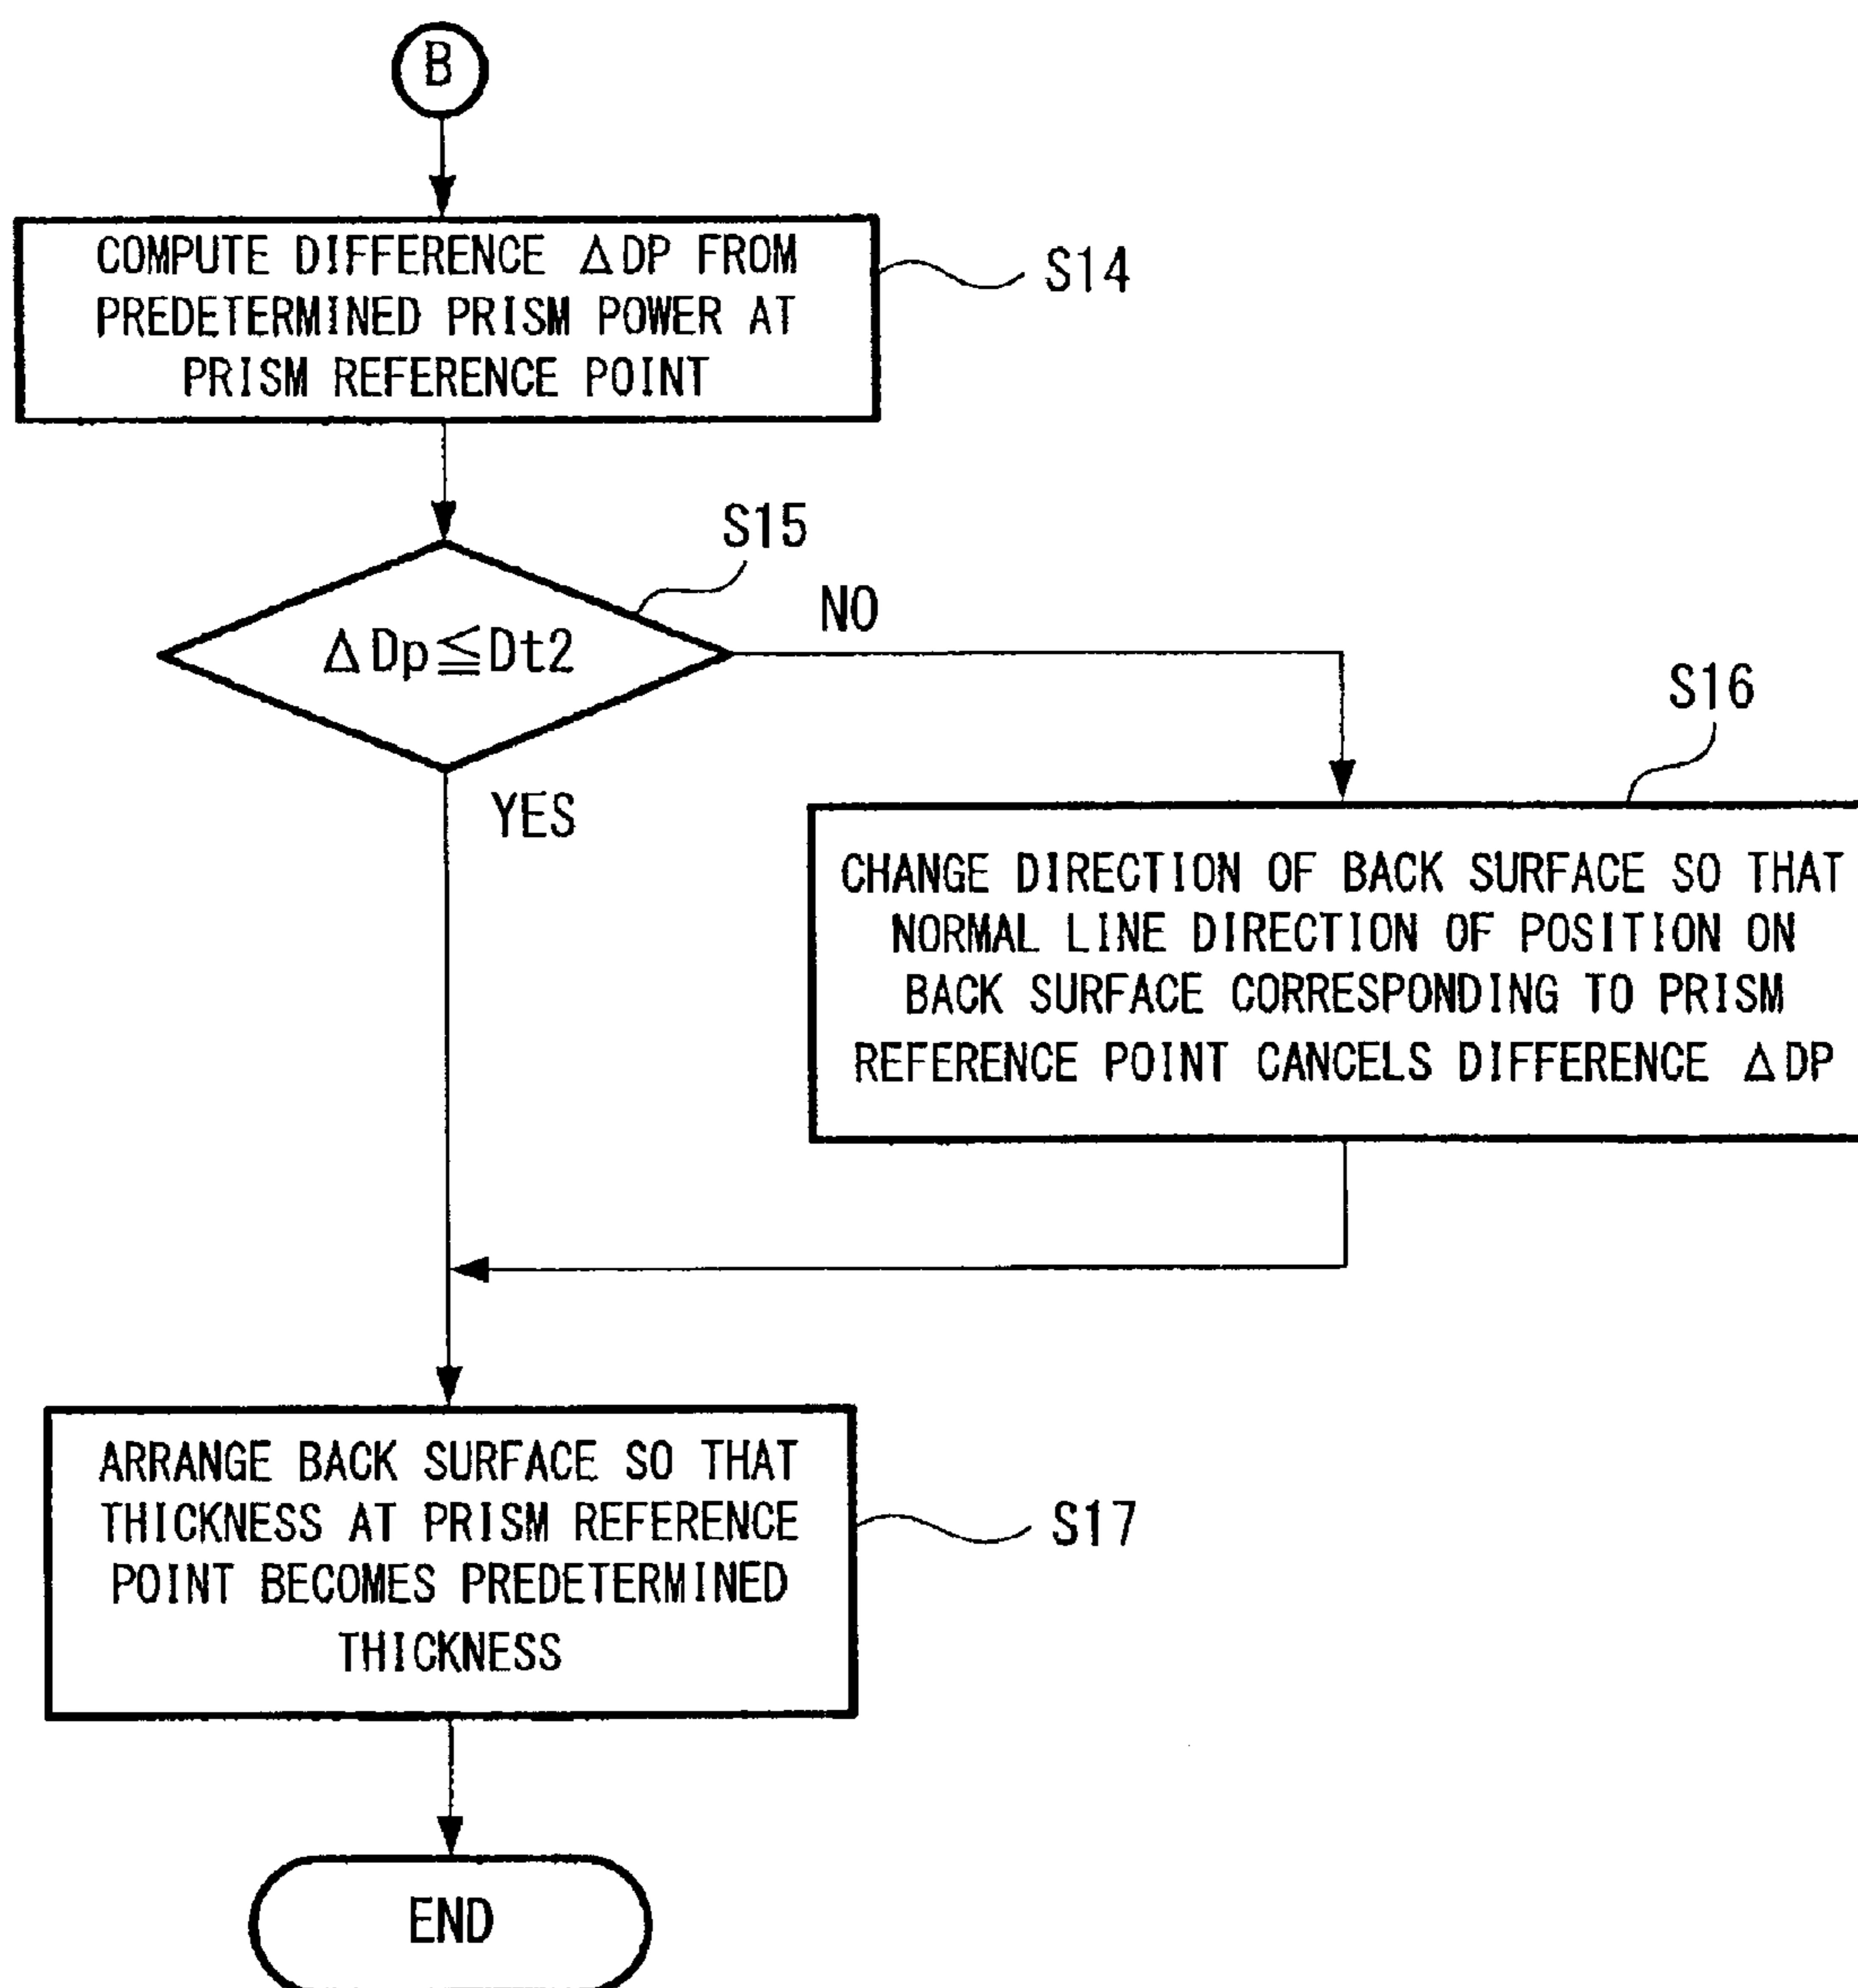 B
COMPUTE DIFFERENCE ΔDP FROM
PREDETERMINED PRISM POWER AT
PRISM REFERENCE POINT
S14
S15
ΔDp≦Dt2
NO
YES
S16
CHANGE DIRECTION OF BACK SURFACE SO THAT
NORMAL LINE DIRECTION OF POSITION ON
BACK SURFACE CORRESPONDING TO PRISM
REFERENCE POINT CANCELS DIFFERENCE ΔDP
ARRANGE BACK SURFACE SO THAT
THICKNESS AT PRISM REFERENCE
POINT BECOMES PREDETERMINED
THICKNESS
S17
END